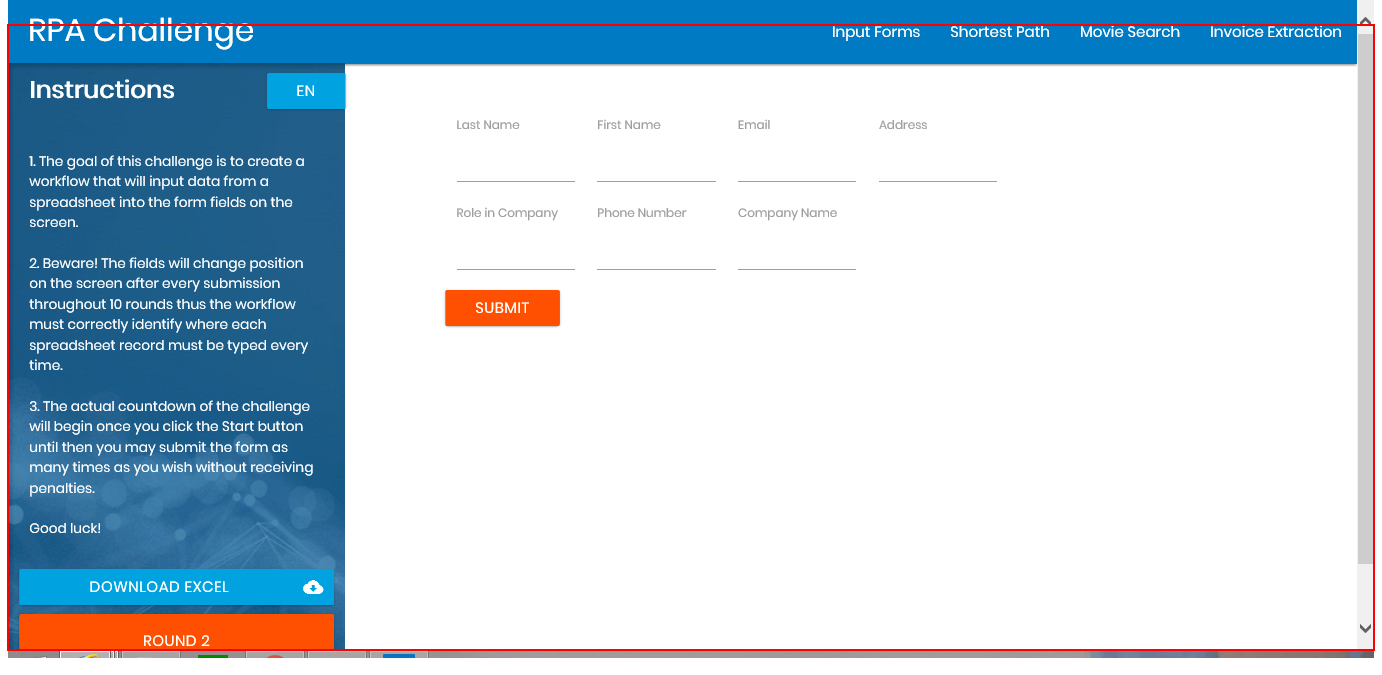 RPA Challenge
Input Forms Shortest Path Movie Search Invoice Extraction
Instructions
EN
1. The goal of this challenge is to create a
workflow that will input data from a
spreadsheet into the form fields on the
screen.
2. Beware! The fields will change position
on the screen after every submission
throughout 10 rounds thus the workflow
must correctly identify where each
spreadsheet record must be typed every
time.
3. The actual countdown of the challenge
will begin once you click the Start button
until then you may submit the form as
many times as you wish without receiving
penalties.
Good luck!
DOWNLOAD EXCEL
ROUND 2
Last Name First Name Email Address
Role in Company Phone Number Company Name
SUBMIT